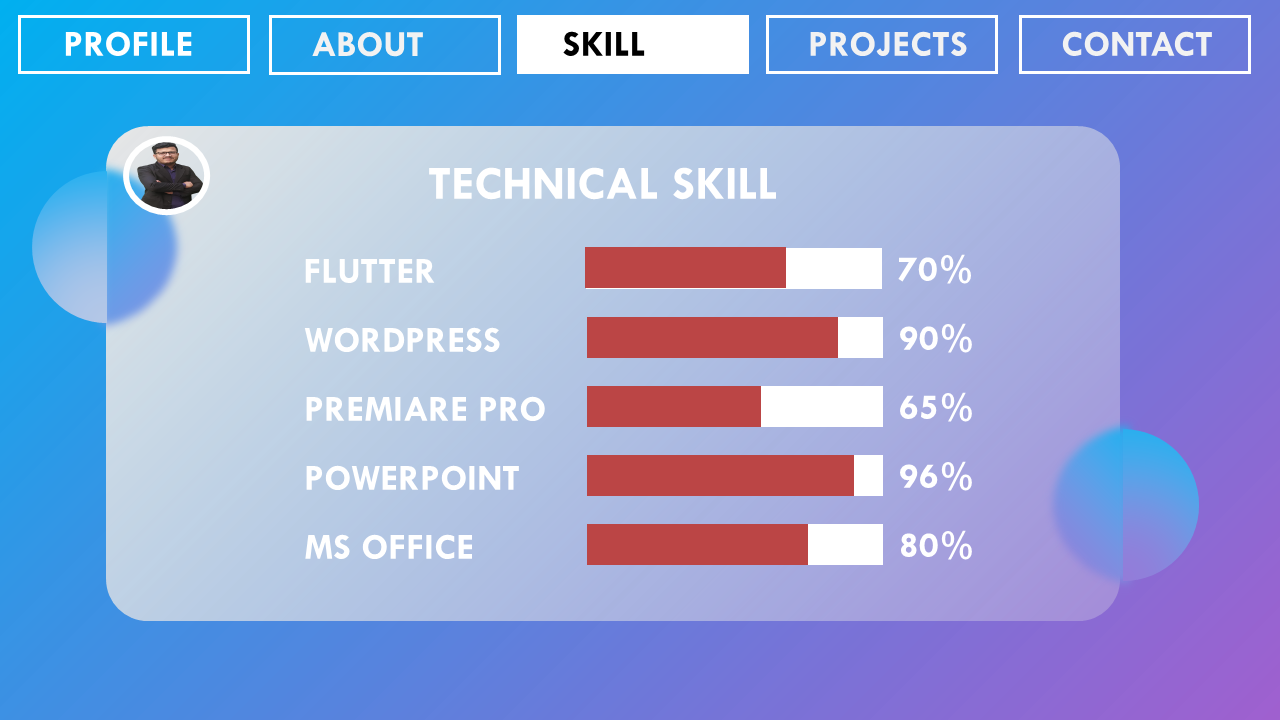 PROFILE ABOUT SKILL PROJECTS CONTACT
TECHNICAL SKILL
FLUTTER 70%
WORDPRESS 90%
PREMIARE PRO 65%
POWERPOINT 96%
MS OFFICE 80%